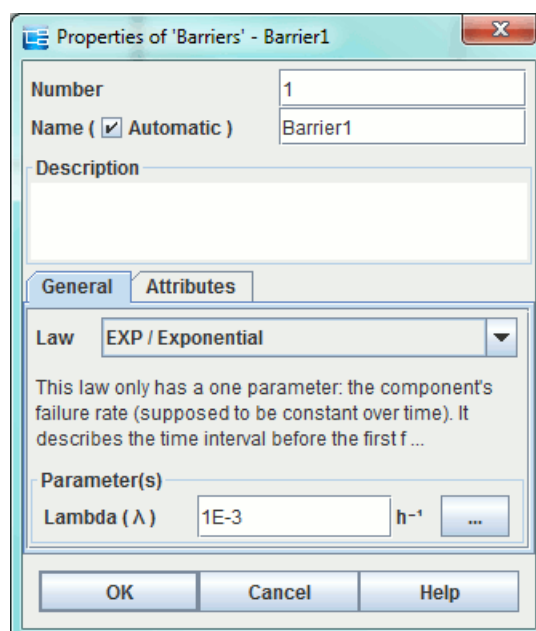 Properties of 'Barriers' - Barrier1
X
Number 1
Name ( ✔ Automatic ) Barrier1
Description
General Attributes
Law EXP / Exponential
This law only has a one parameter: the component's
failure rate (supposed to be constant over time). It
describes the time interval before the first f ...
Parameter(s)
Lambda ( λ ) 1E-3 h⁻¹ ...
OK Cancel Help